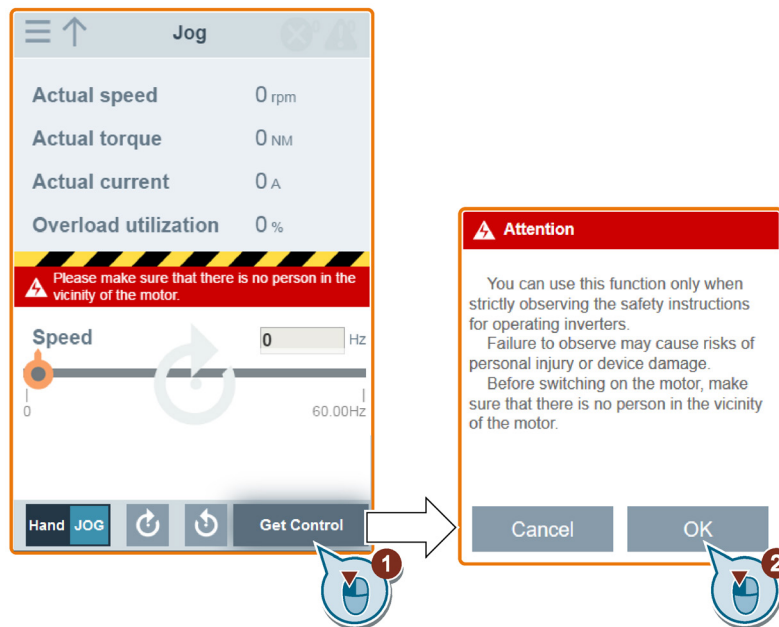 Jog
Actual speed 0 rpm
Actual torque 0 NM
Actual current 0 A
Overload utilization 0 %
Please make sure that there is no person in the
vicinity of the motor.
Speed 0 Hz
0 60.00Hz
Hand JOG Get Control
1
Attention
You can use this function only when
strictly observing the safety instructions
for operating inverters.
Failure to observe may cause risks of
personal injury or device damage.
Before switching on the motor, make
sure that there is no person in the vicinity
of the motor.
Cancel OK
2